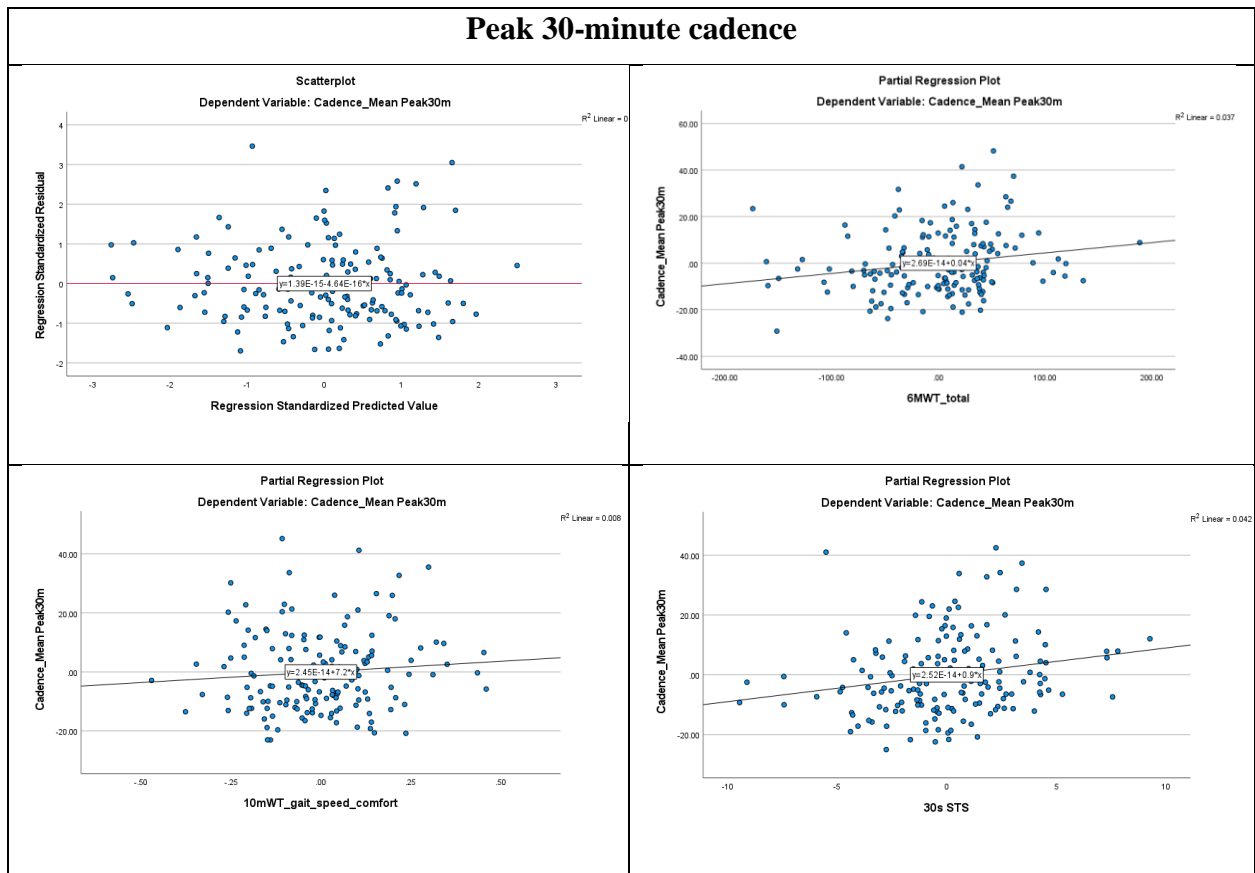 Peak 30-minute cadence
Scatterplot
Dependent Variable: Cadence_Mean Peak30m
R2 Linear = 0
4
3
2
1
0
-1
-2
Regression Standardized Residual
y=1.39E-15-4.64E-16*x
-3 -2 -1 0 1 2 3
Regression Standardized Predicted Value
Partial Regression Plot
Dependent Variable: Cadence_Mean Peak30m
R2 Linear = 0.037
60.00
40.00
20.00
.00
-20.00
-40.00
Cadence_Mean Peak30m
y=2.69E-14+0.04*x
-200.00 -100.00 .00 100.00 200.00
6MWT_total
Partial Regression Plot
Dependent Variable: Cadence_Mean Peak30m
R2 Linear = 0.008
40.00
20.00
.00
-20.00
Cadence_Mean Peak30m
y=2.45E-14+7.2*x
-.50 -.25 .00 .25 .50
10mWT_gait_speed_comfort
Partial Regression Plot
Dependent Variable: Cadence_Mean Peak30m
R2 Linear = 0.042
40.00
20.00
.00
-20.00
Cadence_Mean Peak30m
y=2.52E-14+0.9*x
-10 -5 0 5 10
30s STS